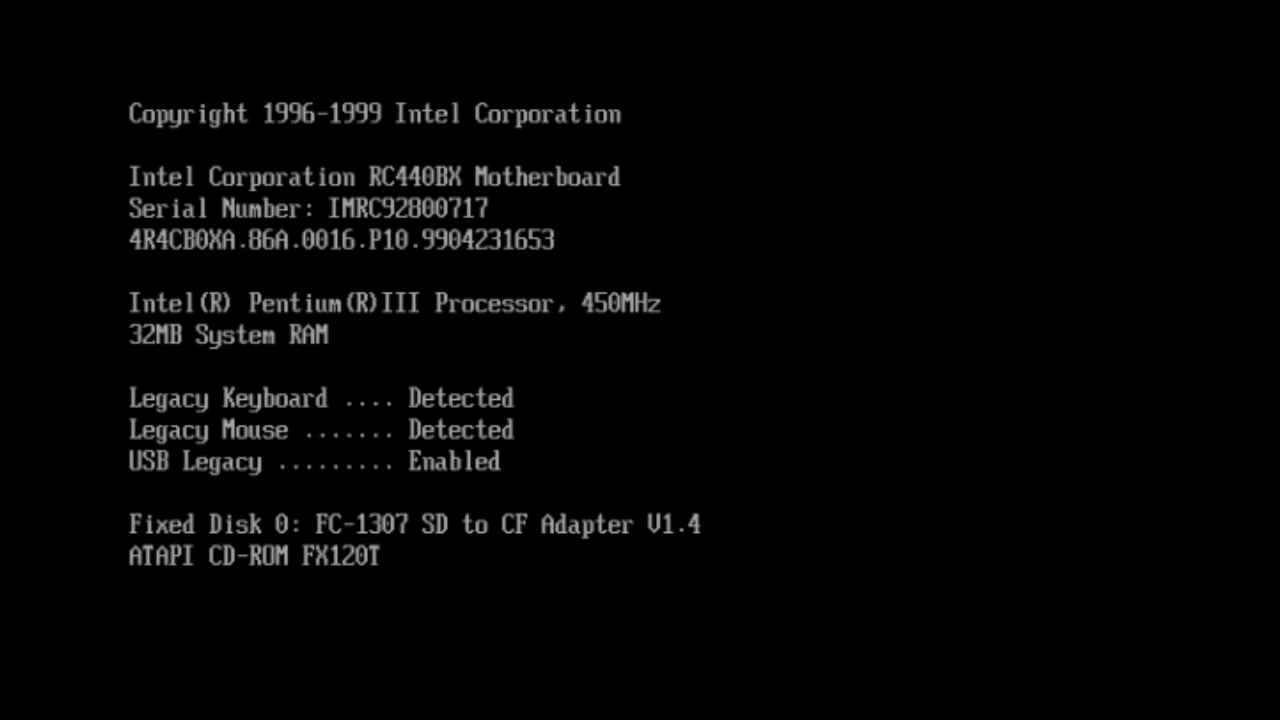 Copyright 1996-1999 Intel Corporation
Intel Corporation RC440BX Motherboard
Serial Number: IMRC92800717
4R4CB0XA.86A.0016.P10.9904231653
Intel(R) Pentium(R)III Processor, 450MHz
32MB System RAM
Legacy Keyboard .... Detected
Legacy Mouse ....... Detected
USB Legacy ......... Enabled
Fixed Disk 0: FC-1307 SD to CF Adapter V1.4
ATAPI CD-ROM FX120T